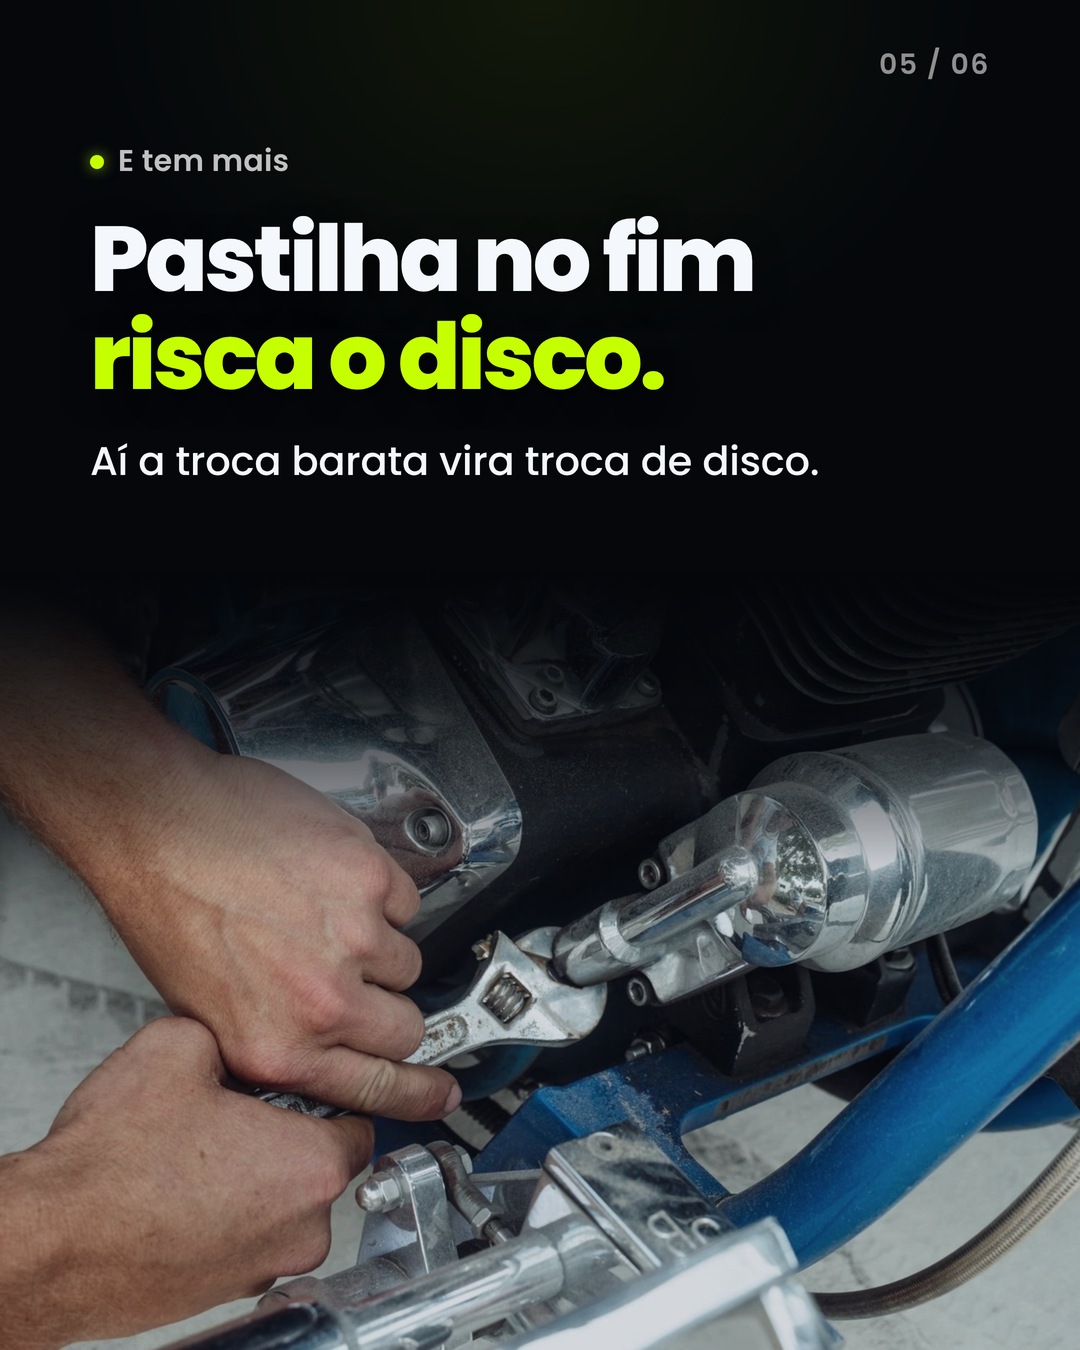 05 / 06
E tem mais
Pastilha no fim
risca o disco.
Aí a troca barata vira troca de disco.